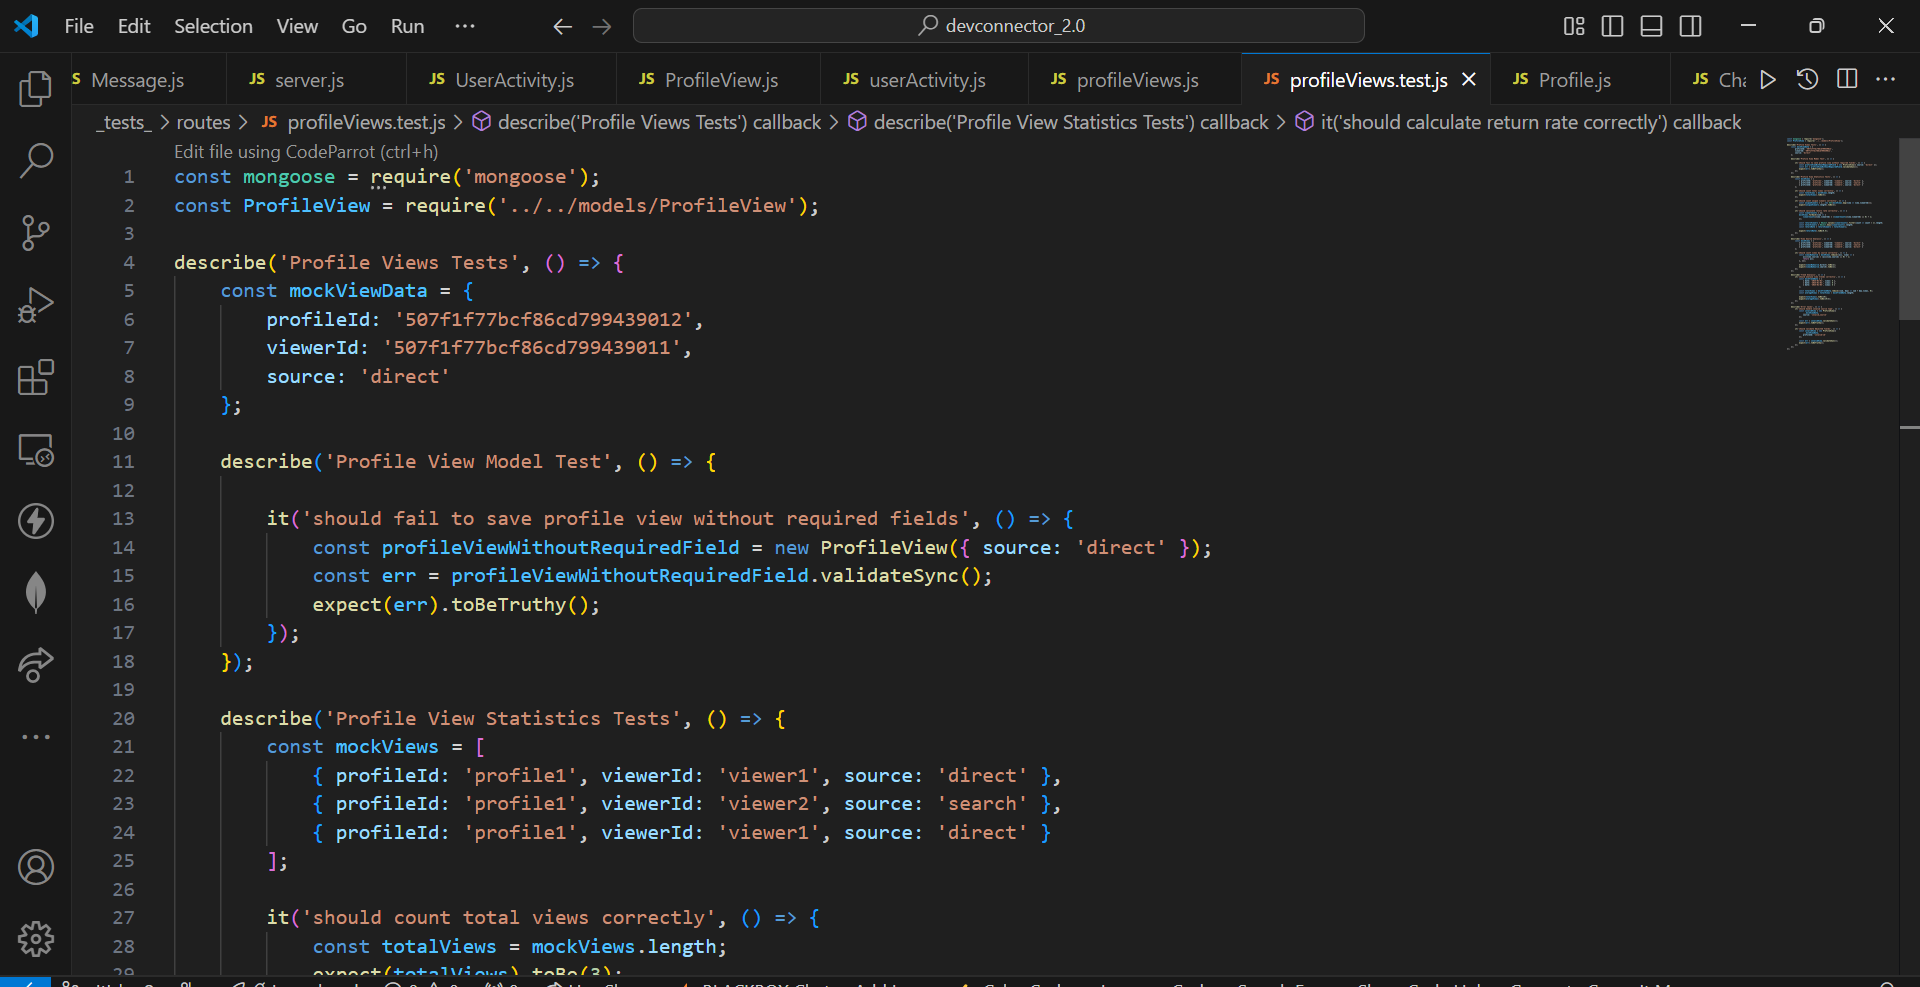 File Edit Selection View Go Run ··· devconnector_2.0
JS Message.js JS server.js JS UserActivity.js JS ProfileView.js JS userActivity.js JS profileViews.js JS profileViews.test.js JS Profile.js JS Cha
_tests_ > routes > JS profileViews.test.js > describe('Profile Views Tests') callback > describe('Profile View Statistics Tests') callback > it('should calculate return rate correctly') callback
Edit file using CodeParrot (ctrl+h)
1 const mongoose = require('mongoose');
2 const ProfileView = require('../../models/ProfileView');
3
4 describe('Profile Views Tests', () => {
5 const mockViewData = {
6 profileId: '507f1f77bcf86cd799439012',
7 viewerId: '507f1f77bcf86cd799439011',
8 source: 'direct'
9 };
10
11 describe('Profile View Model Test', () => {
12
13 it('should fail to save profile view without required fields', () => {
14 const profileViewWithoutRequiredField = new ProfileView({ source: 'direct' });
15 const err = profileViewWithoutRequiredField.validateSync();
16 expect(err).toBeTruthy();
17 });
18 });
19
20 describe('Profile View Statistics Tests', () => {
21 const mockViews = [
22 { profileId: 'profile1', viewerId: 'viewer1', source: 'direct' },
23 { profileId: 'profile1', viewerId: 'viewer2', source: 'search' },
24 { profileId: 'profile1', viewerId: 'viewer1', source: 'direct' }
25 ];
26
27 it('should count total views correctly', () => {
28 const totalViews = mockViews.length;
29 expect(totalViews).toBe(3);